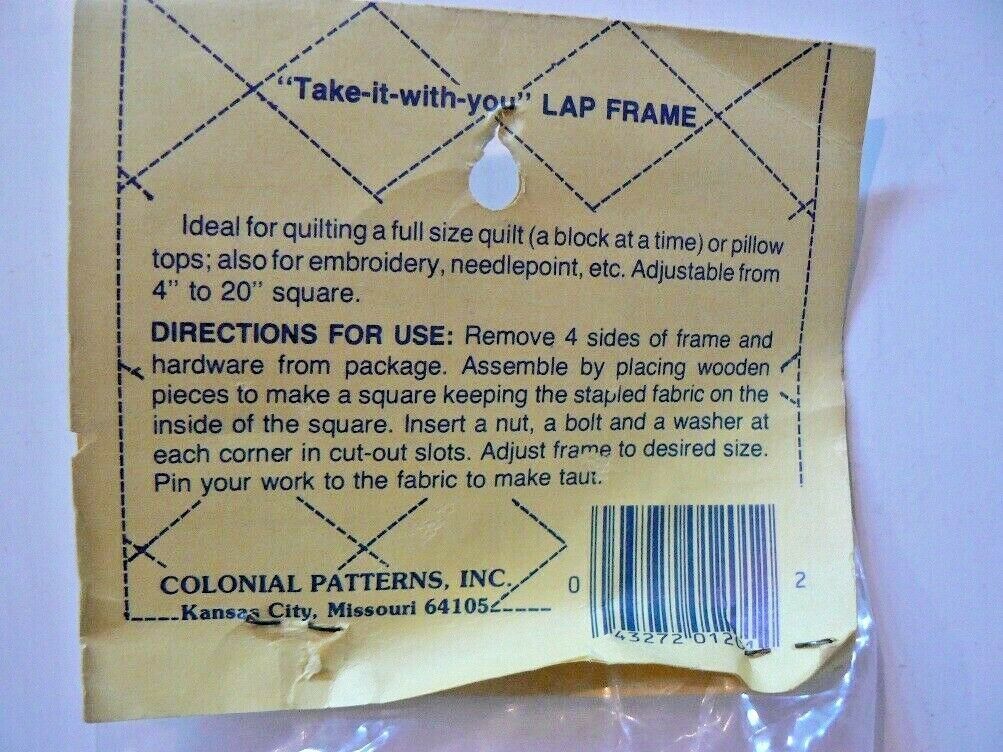 "Take-it-with-you" LAP FRAME
Ideal for quilting a full size quilt (a block at a time) or pillow
tops; also for embroidery, needlepoint, etc. Adjustable from
4" to 20" square.
DIRECTIONS FOR USE: Remove 4 sides of frame and
hardware from package. Assemble by placing wooden
pieces to make a square keeping the stapled fabric on the
inside of the square. Insert a nut, a bolt and a washer at
each corner in cut-out slots. Adjust frame to desired size.
Pin your work to the fabric to make taut.
COLONIAL PATTERNS, INC.
Kansas City, Missouri 64105
0 2
43272